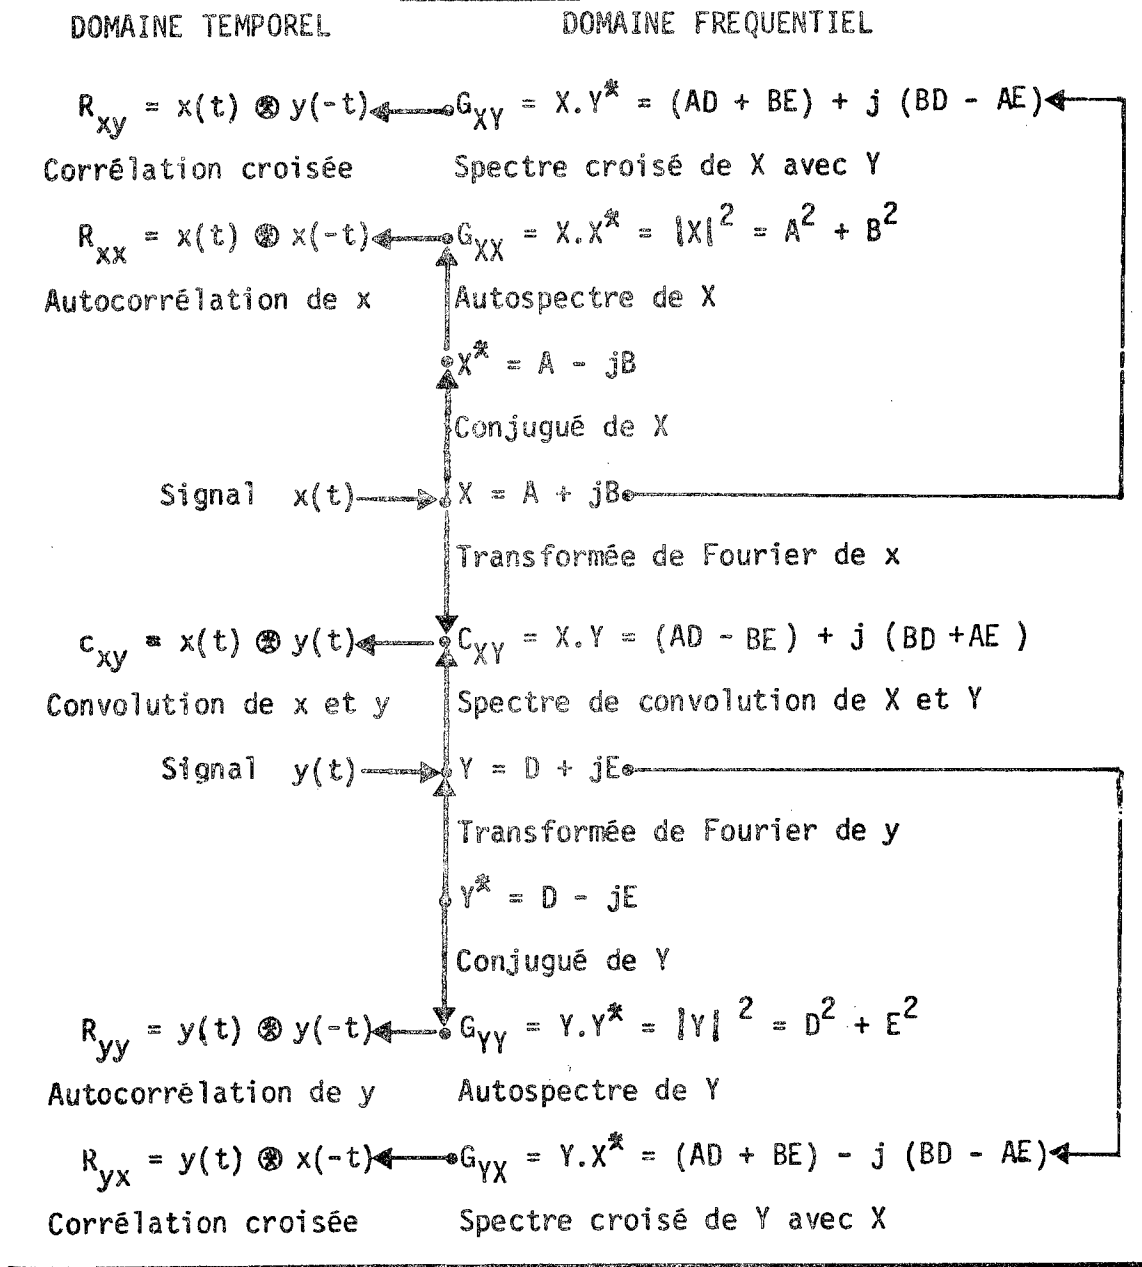 DOMAINE TEMPOREL DOMAINE FREQUENTIEL
R_xy = x(t) ⊛ y(-t) G_XY = X.Y* = (AD + BE) + j (BD - AE)
Corrélation croisée Spectre croisé de X avec Y
R_xx = x(t) ⊛ x(-t) G_XX = X.X* = |X|² = A² + B²
Autocorrélation de x Autospectre de X
X* = A - jB
Conjugué de X
Signal x(t) X = A + jB
Transformée de Fourier de x
c_xy = x(t) ⊛ y(t) C_XY = X.Y = (AD - BE) + j (BD +AE )
Convolution de x et y Spectre de convolution de X et Y
Signal y(t) Y = D + jE
Transformée de Fourier de y
Y* = D - jE
Conjugué de Y
R_yy = y(t) ⊛ y(-t) G_YY = Y.Y* = |Y| ² = D² + E²
Autocorrélation de y Autospectre de Y
R_yx = y(t) ⊛ x(-t) G_YX = Y.X* = (AD + BE) - j (BD - AE)
Corrélation croisée Spectre croisé de Y avec X